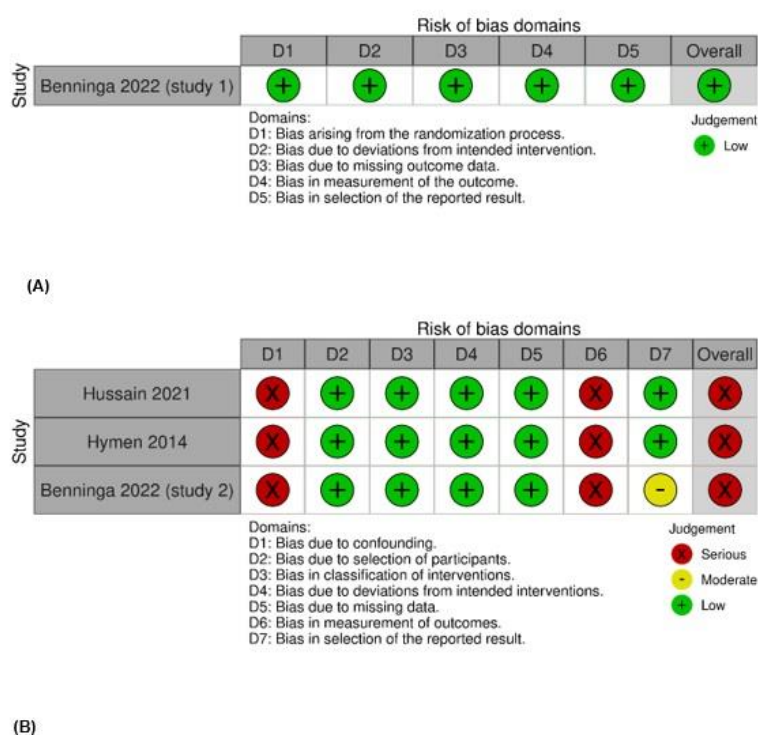 Risk of bias domains
D1 D2 D3 D4 D5 Overall
Study
Benninga 2022 (study 1) + + + + + +
Domains:
D1: Bias arising from the randomization process.
D2: Bias due to deviations from intended intervention.
D3: Bias due to missing outcome data.
D4: Bias in measurement of the outcome.
D5: Bias in selection of the reported result.
Judgement
+ Low
(A)
Risk of bias domains
D1 D2 D3 D4 D5 D6 D7 Overall
Study
Hussain 2021 X + + + + X + X
Hymen 2014 X + + + + X + X
Benninga 2022 (study 2) X + + + + X - X
Domains:
D1: Bias due to confounding.
D2: Bias due to selection of participants.
D3: Bias in classification of interventions.
D4: Bias due to deviations from intended interventions.
D5: Bias due to missing data.
D6: Bias in measurement of outcomes.
D7: Bias in selection of the reported result.
Judgement
X Serious
- Moderate
+ Low
(B)